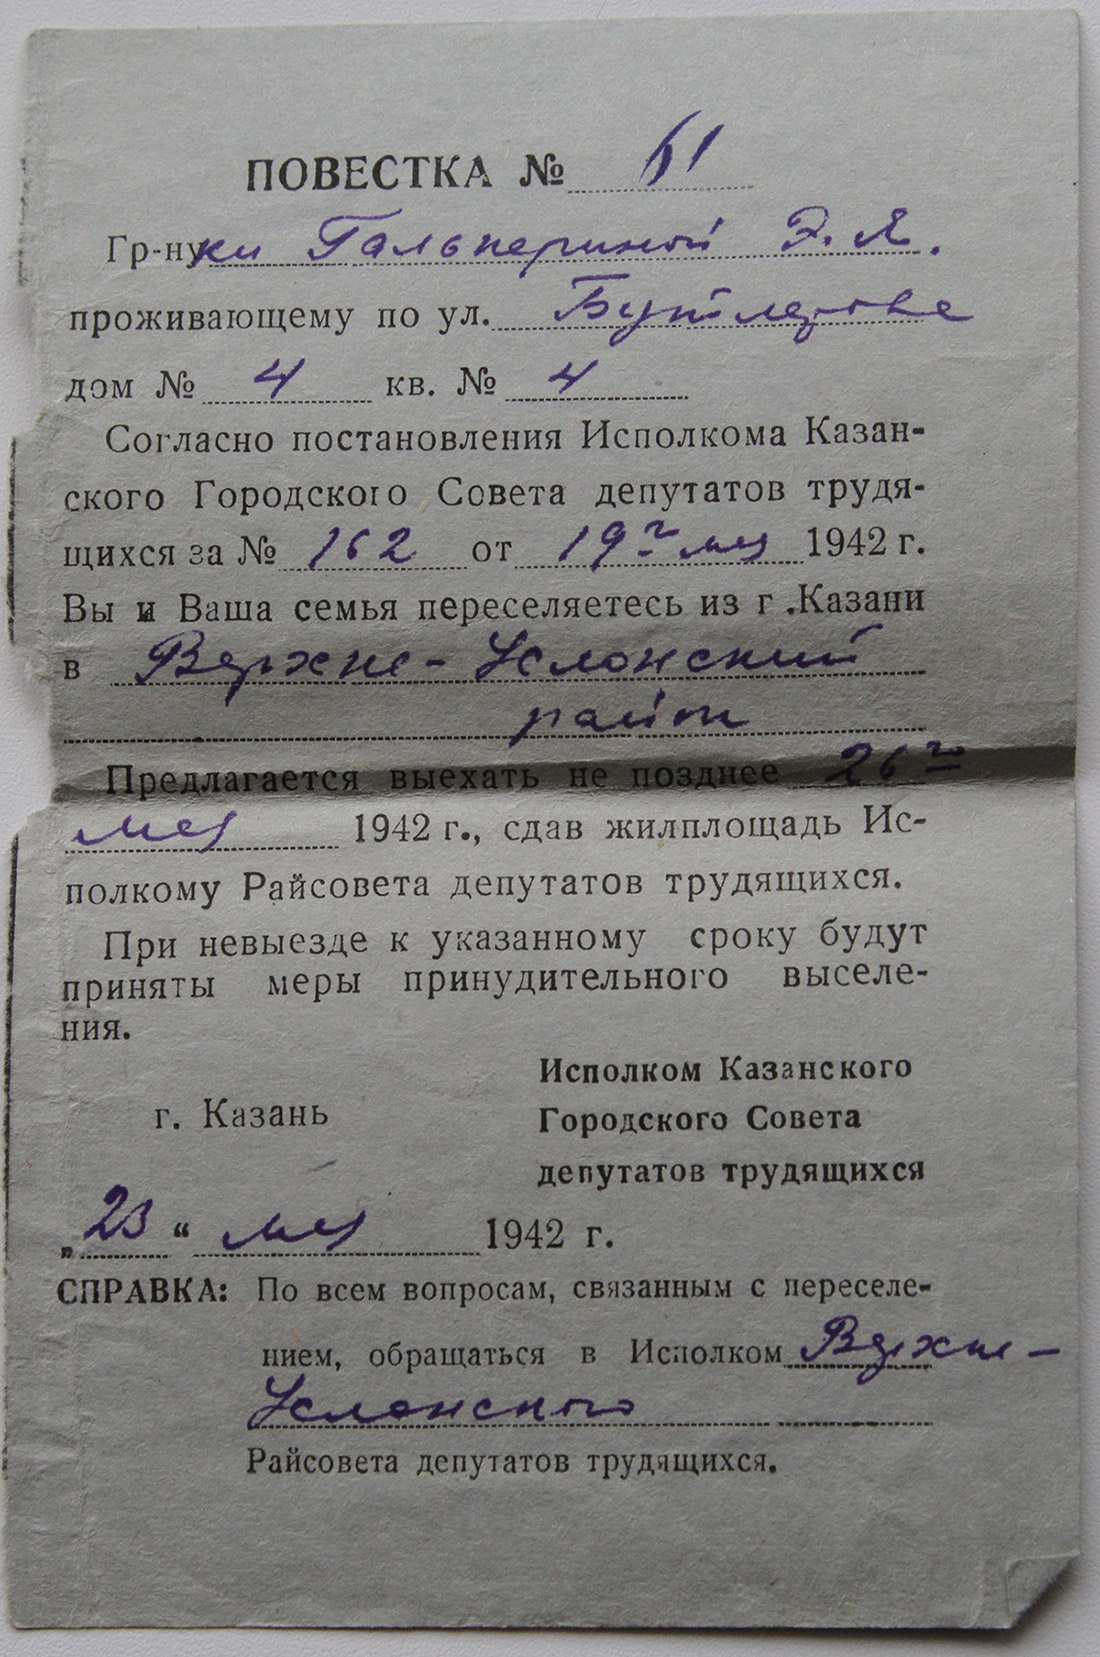 ПОВЕСТКА № 61
Гр-нуки Гальпериной Э. Я.
проживающему по ул. Бутлерова
дом № 4 кв. № 4
Согласно постановления Исполкома Казан-
ского Городского Совета депутатов трудя-
щихся за № 162 от 19го мая 1942 г.
Вы и Ваша семья переселяетесь из г .Казани
в Верхне-Услонский
район
Предлагается выехать не позднее 26го
мая 1942 г., сдав жилплощадь Ис-
полкому Райсовета депутатов трудящихся.
При невыезде к указанному сроку будут
приняты меры принудительного выселе-
ния.
Исполком Казанского
г. Казань Городского Совета
депутатов трудящихся
„23“ мая 1942 г.
СПРАВКА: По всем вопросам, связанным с переселе-
нием, обращаться в Исполком Верхне-
Услонского
Райсовета депутатов трудящихся.